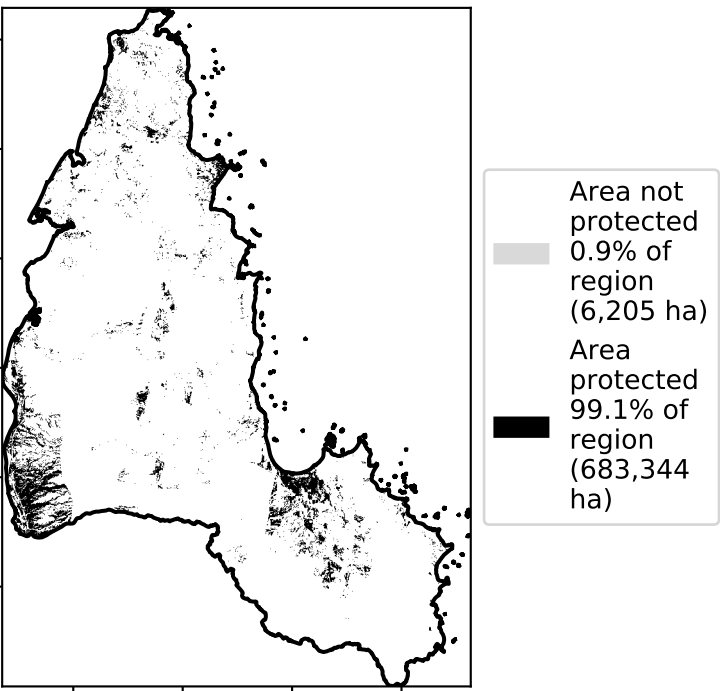 Area not
protected
0.9% of
region
(6,205 ha)
Area
protected
99.1% of
region
(683,344
ha)